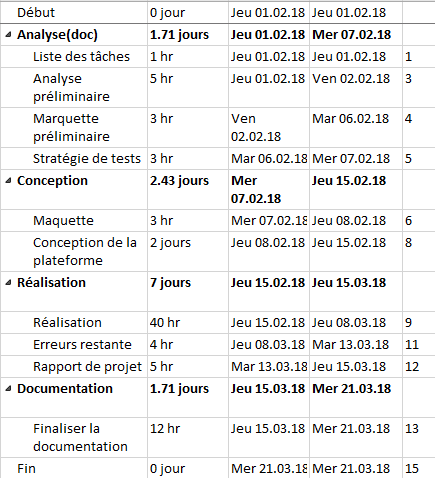 Début 0 jour Jeu 01.02.18 Jeu 01.02.18
Analyse(doc) 1.71 jours Jeu 01.02.18 Mer 07.02.18
Liste des tâches 1 hr Jeu 01.02.18 Jeu 01.02.18 1
Analyse 5 hr Jeu 01.02.18 Ven 02.02.18 3
préliminaire
Marquette 3 hr Ven Mar 06.02.18 4
préliminaire 02.02.18
Stratégie de tests 3 hr Mar 06.02.18 Mer 07.02.18 5
Conception 2.43 jours Mer Jeu 15.02.18
07.02.18
Maquette 3 hr Mer 07.02.18 Jeu 08.02.18 6
Conception de la 2 jours Jeu 08.02.18 Jeu 15.02.18 8
plateforme
Réalisation 7 jours Jeu 15.02.18 Jeu 15.03.18
Réalisation 40 hr Jeu 15.02.18 Jeu 08.03.18 9
Erreurs restante 4 hr Jeu 08.03.18 Mar 13.03.18 11
Rapport de projet 5 hr Mar 13.03.18 Jeu 15.03.18 12
Documentation 1.71 jours Jeu 15.03.18 Mer 21.03.18
Finaliser la 12 hr Jeu 15.03.18 Mer 21.03.18 13
documentation
Fin 0 jour Mer 21.03.18 Mer 21.03.18 15